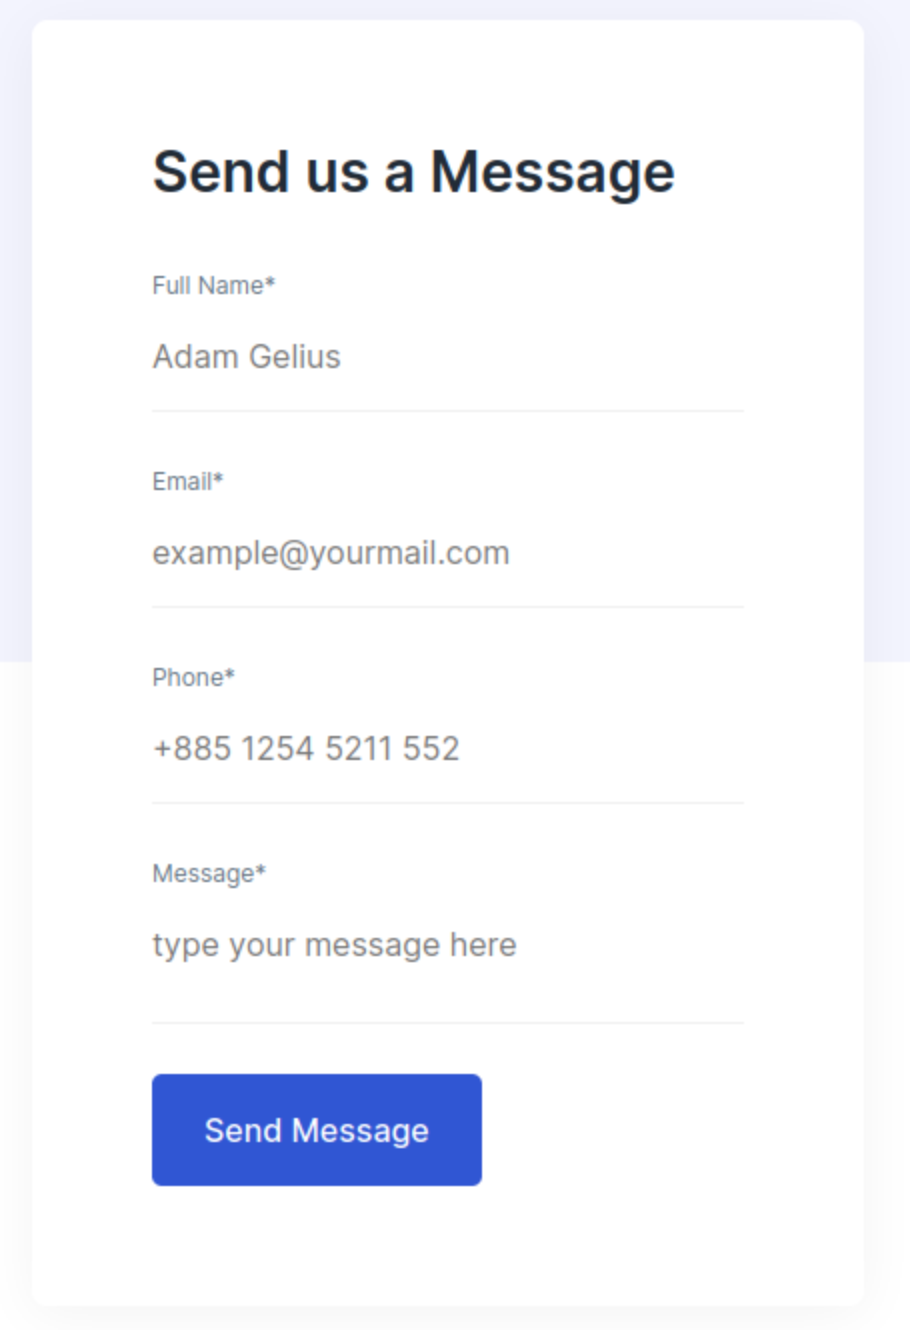 Send us a Message
Full Name*
Adam Gelius
Email*
example@yourmail.com
Phone*
+885 1254 5211 552
Message*
type your message here
Send Message